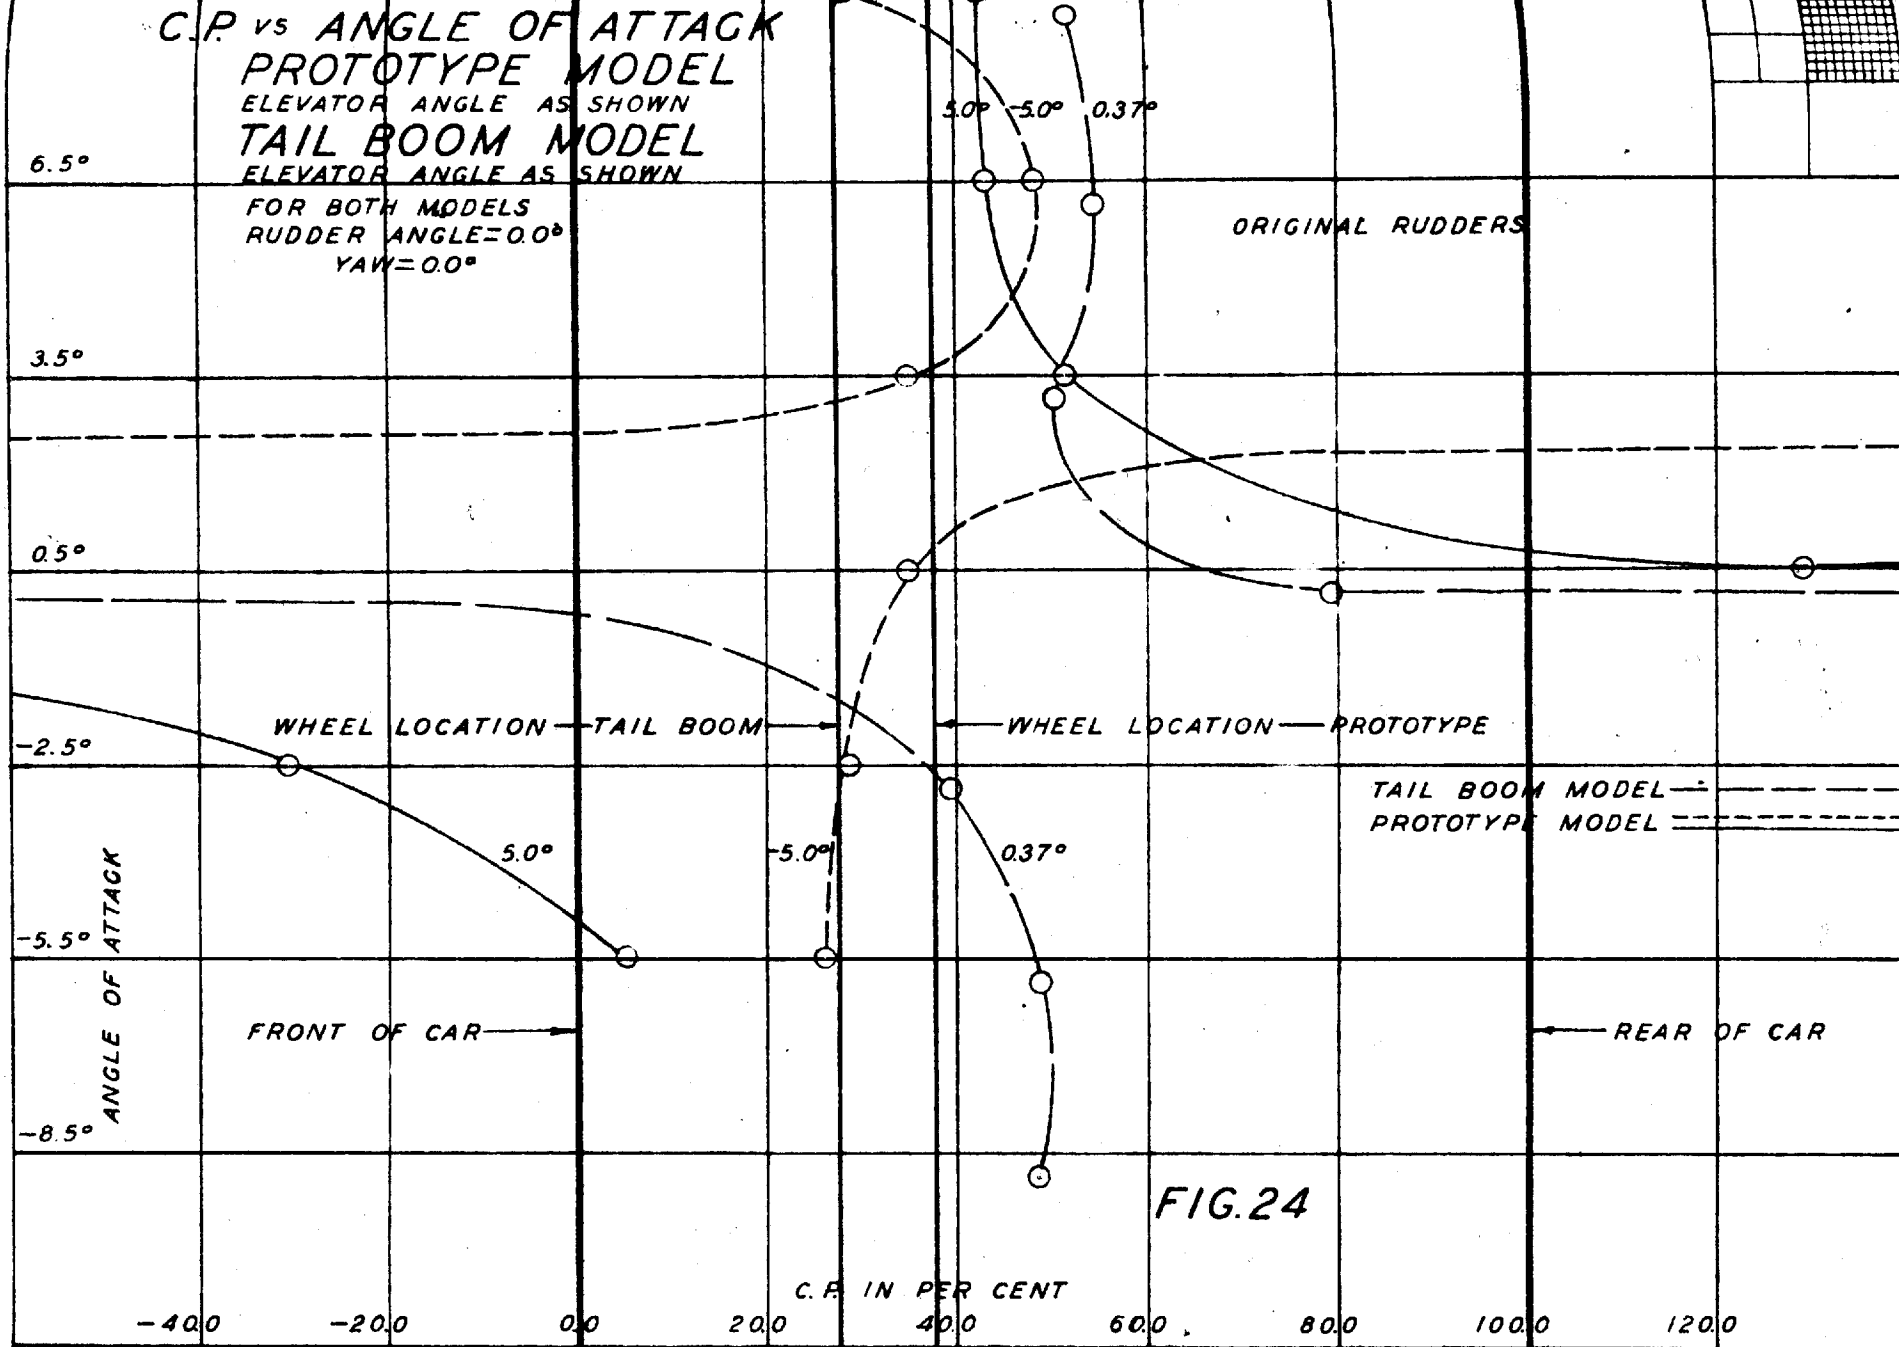 C.P. vs ANGLE OF ATTACK
PROTOTYPE MODEL
ELEVATOR ANGLE AS SHOWN
TAIL BOOM MODEL
ELEVATOR ANGLE AS SHOWN
FOR BOTH MODELS
RUDDER ANGLE=0.0°
YAW=0.0°
5.0° -5.0° 0.37°
ORIGINAL RUDDERS
6.5°
3.5°
0.5°
-2.5°
-5.5°
-8.5°
ANGLE OF ATTACK
WHEEL LOCATION—TAIL BOOM
WHEEL LOCATION—PROTOTYPE
TAIL BOOM MODEL
PROTOTYPE MODEL
5.0° -5.0° 0.37°
FRONT OF CAR
REAR OF CAR
FIG.24
C.P. IN PER CENT
-40.0 -20.0 0.0 20.0 40.0 60.0 80.0 100.0 120.0